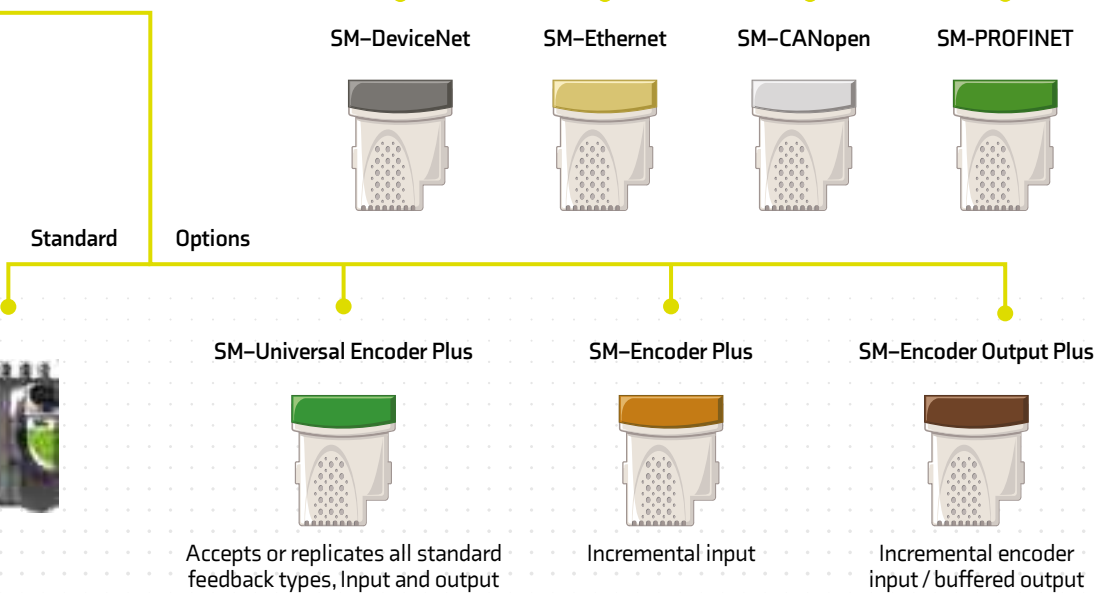 SM–DeviceNet
SM–Ethernet
SM–CANopen
SM-PROFINET
Standard
Options
SM–Universal Encoder Plus
SM–Encoder Plus
SM–Encoder Output Plus
Accepts or replicates all standard
feedback types, Input and output
Incremental input
Incremental encoder
input / buffered output